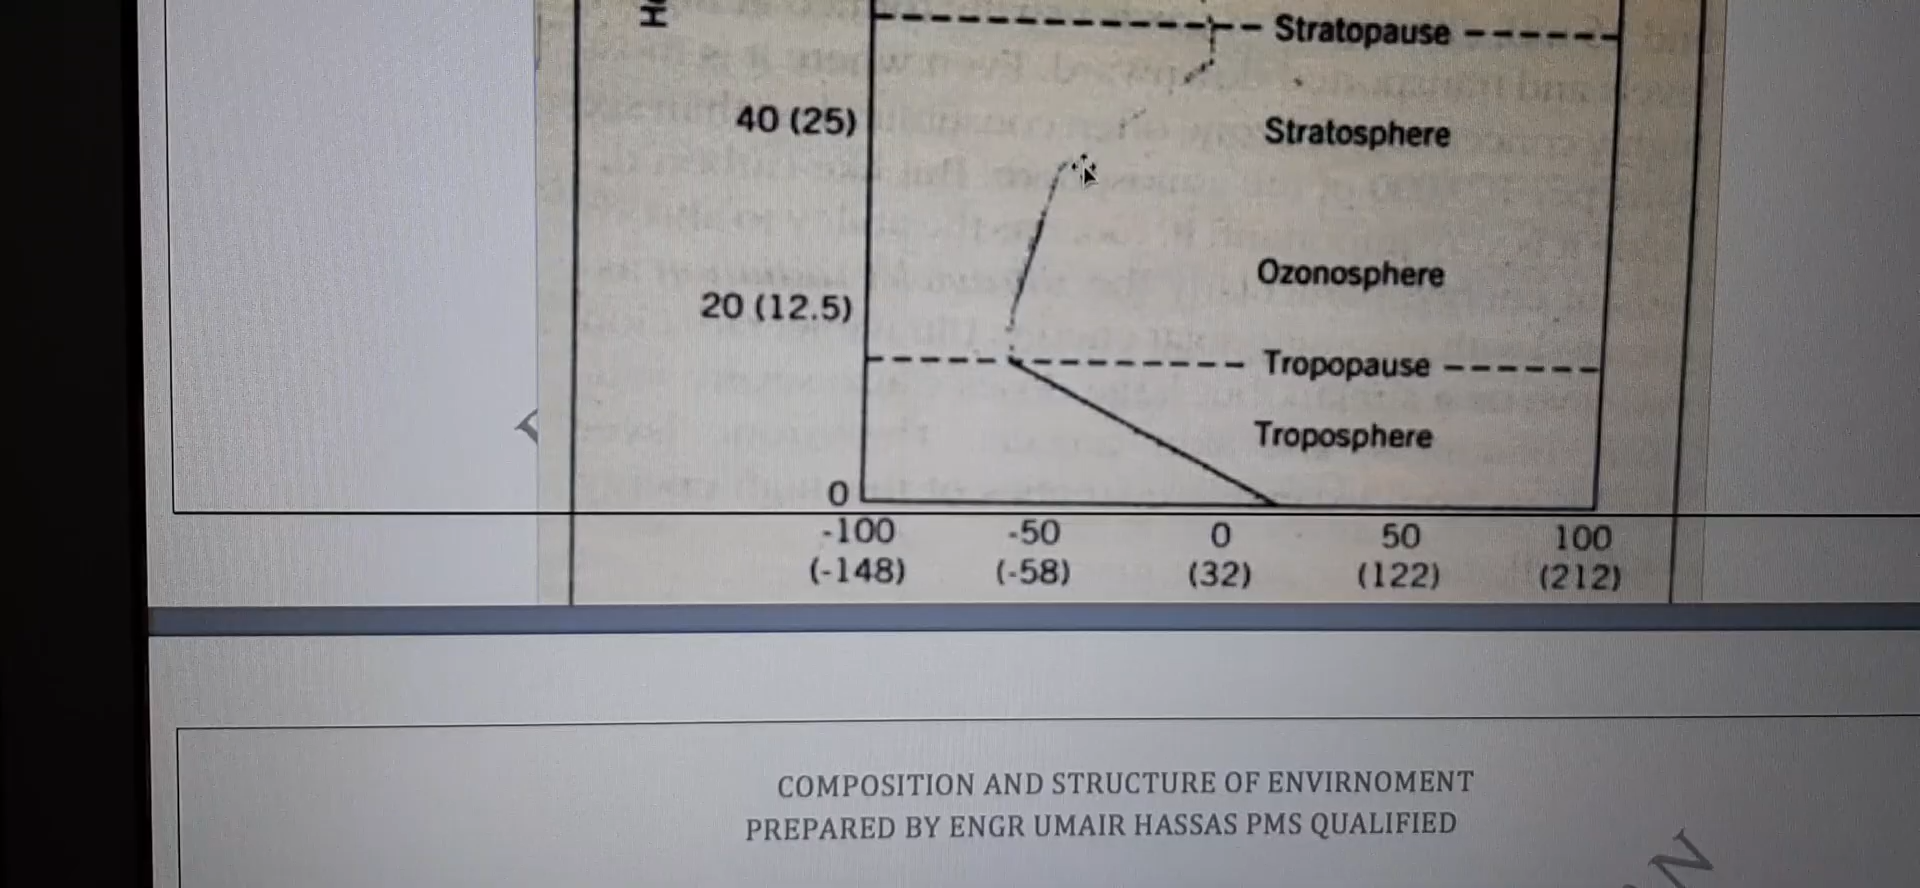 Stratopause
40 (25)
Stratosphere
Ozonosphere
20 (12.5)
Tropopause
Troposphere
0
-100 -50 0 50 100
(-148) (-58) (32) (122) (212)
COMPOSITION AND STRUCTURE OF ENVIRNOMENT
PREPARED BY ENGR UMAIR HASSAS PMS QUALIFIED
N